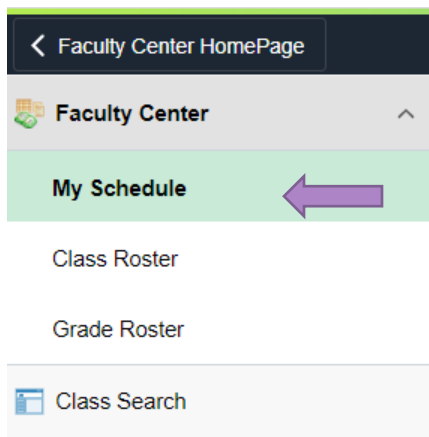 Faculty Center HomePage
Faculty Center
My Schedule
Class Roster
Grade Roster
Class Search